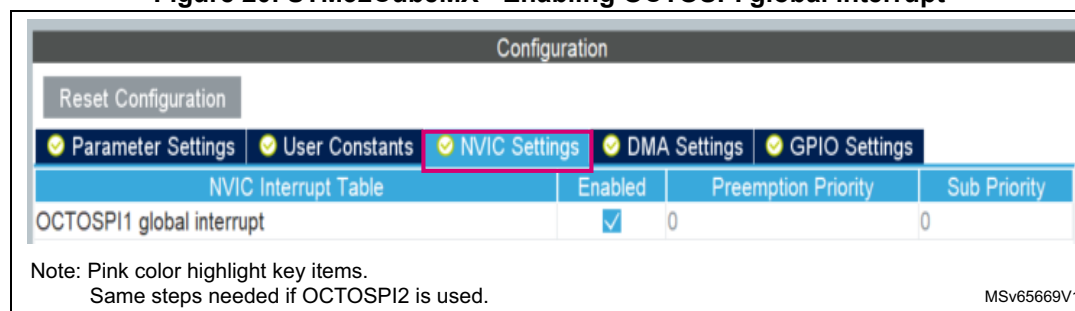 Configuration
Reset Configuration
Parameter Settings User Constants NVIC Settings DMA Settings GPIO Settings
NVIC Interrupt Table Enabled Preemption Priority Sub Priority
OCTOSPI1 global interrupt 0 0
Note: Pink color highlight key items.
Same steps needed if OCTOSPI2 is used.
MSv65669V1